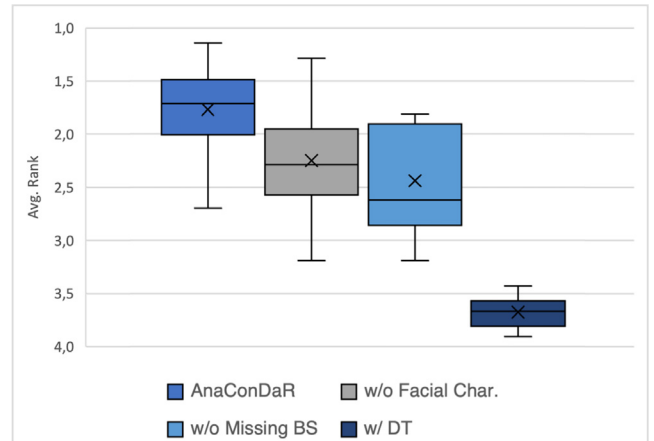 1,0
1,5
2,0
2,5
3,0
3,5
4,0
Avg. Rank
AnaConDaR w/o Facial Char.
w/o Missing BS w/ DT